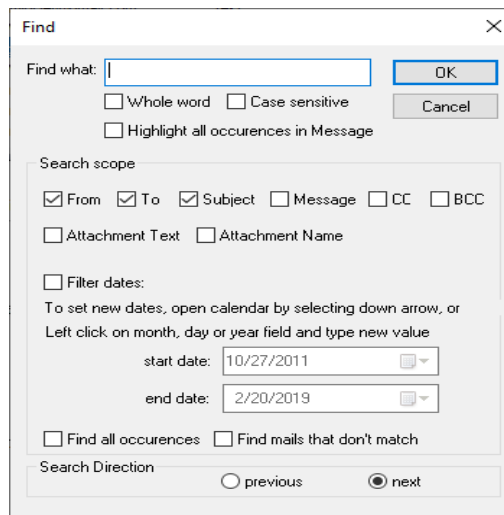 Find
Find what:
OK
Whole word Case sensitive
Cancel
Highlight all occurences in Message
Search scope
From To Subject Message CC BCC
Attachment Text Attachment Name
Filter dates:
To set new dates, open calendar by selecting down arrow, or
Left click on month, day or year field and type new value
start date: 10/27/2011
end date: 2/20/2019
Find all occurences Find mails that don't match
Search Direction
previous next